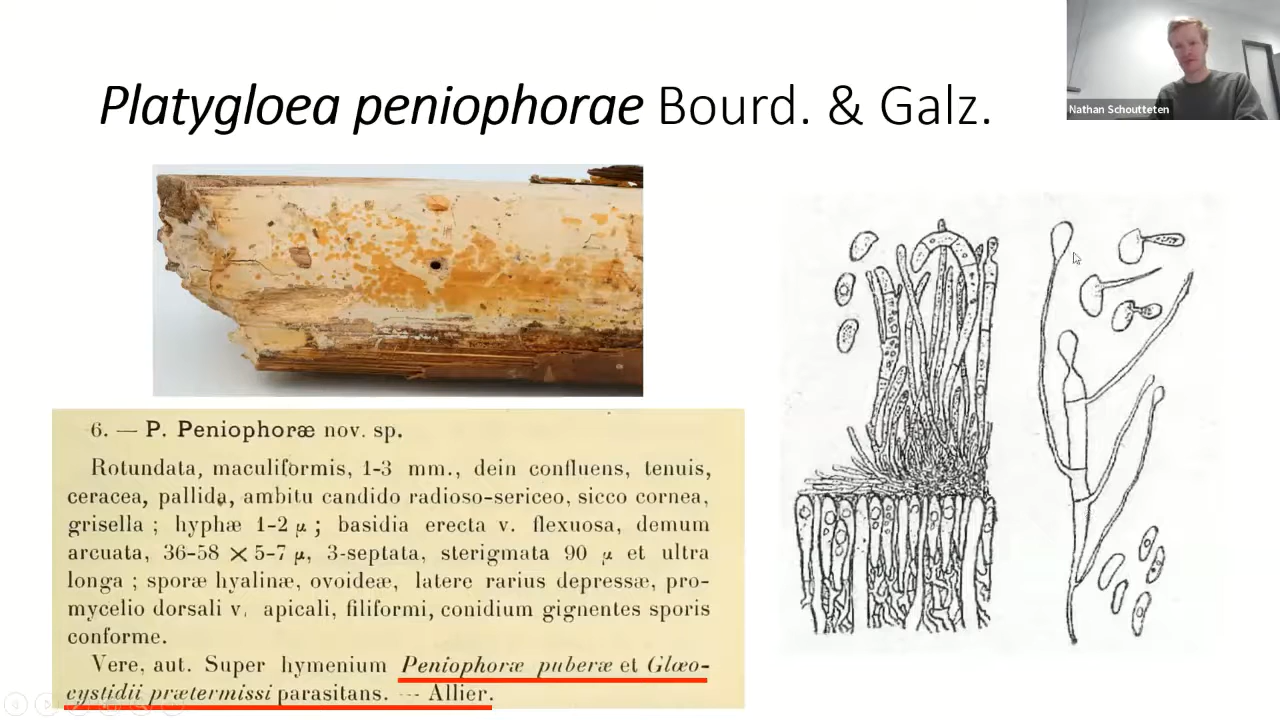 Platygloea peniophorae Bourd. & Galz.
Nathan Schoutteten
6. — P. Peniophoræ nov. sp.
Rotundata, maculiformis, 1-3 mm., dein confluens, tenuis,
ceracea, pallida, ambitu candido radioso-sericeo, sicco cornea,
grisella ; hyphæ 1-2 μ ; basidia erecta v. flexuosa, demum
arcuata, 36-58 × 5-7 μ, 3-septata, sterigmata 90 μ et ultra
longa ; sporæ hyalinæ, ovoideæ, latere rarius depressæ, pro-
mycelio dorsali v. apicali, filiformi, conidium gignentes sporis
conforme.
Vere, aut. Super hymenium Peniophoræ puberæ et Glœo-
cystidii prætermissi parasitans. — Allier.